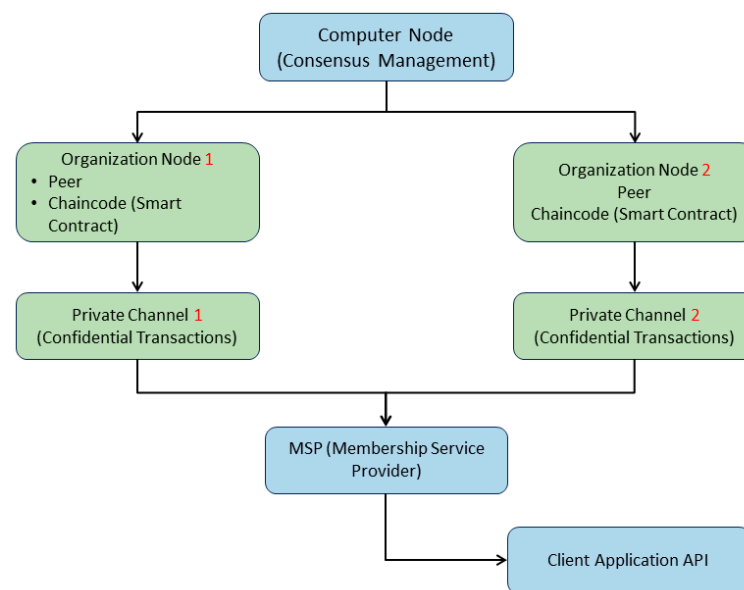 Computer Node
(Consensus Management)
Organization Node 1
• Peer
• Chaincode (Smart
Contract)
Organization Node 2
Peer
Chaincode (Smart Contract)
Private Channel 1
(Confidential Transactions)
Private Channel 2
(Confidential Transactions)
MSP (Membership Service
Provider)
Client Application API